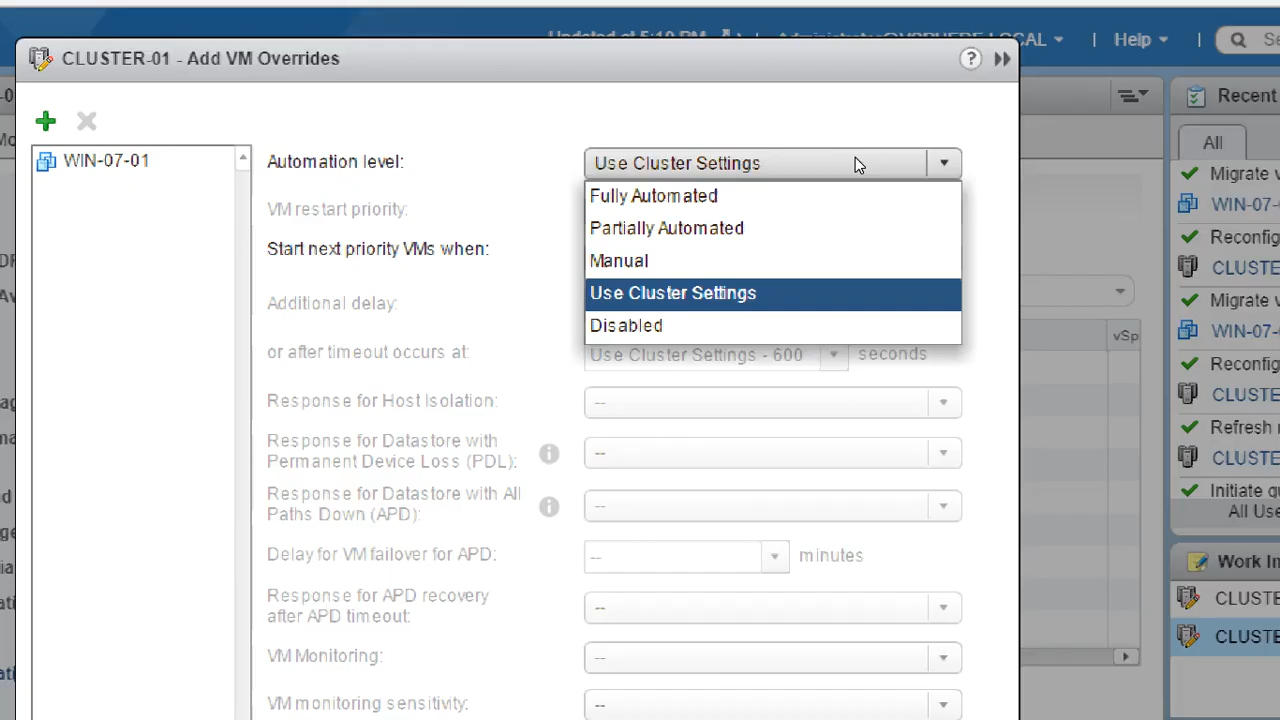 Help
CLUSTER-01 - Add VM Overrides
Recent
All
WIN-07-01
Automation level:
Use Cluster Settings
Fully Automated
Partially Automated
Manual
Use Cluster Settings
Disabled
VM restart priority:
Start next priority VMs when:
Additional delay:
or after timeout occurs at:
Use Cluster Settings - 600
seconds
Response for Host Isolation:
--
Response for Datastore with
Permanent Device Loss (PDL):
--
Response for Datastore with All
Paths Down (APD):
--
Delay for VM failover for APD:
--
minutes
Response for APD recovery
after APD timeout:
--
VM Monitoring:
--
VM monitoring sensitivity:
--
Migrate v
WIN-07-
Reconfig
CLUSTE
Migrate v
WIN-07-
Reconfig
CLUSTE
Refresh
CLUSTE
Initiate
All Use
Work In
CLUSTE
CLUSTE
vSp